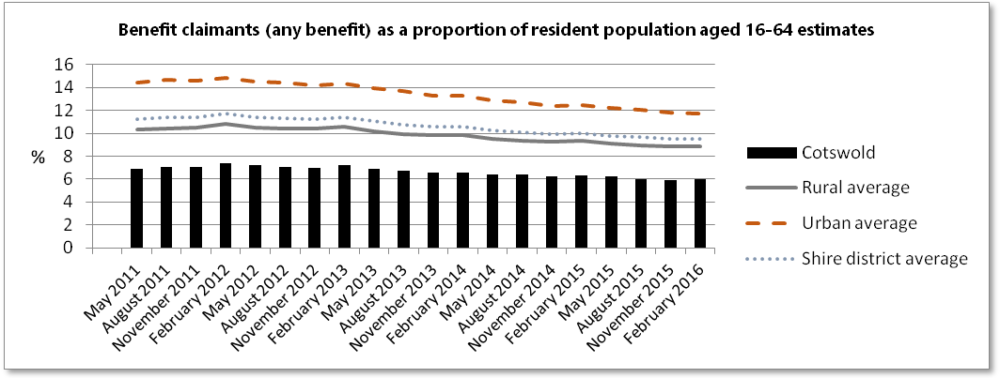 Benefit claimants (any benefit) as a proportion of resident population aged 16-64 estimates
16
14
12
10
8
6
4
2
0
%
May 2011
August 2011
November 2011
February 2012
May 2012
August 2012
November 2012
February 2013
May 2013
August 2013
November 2013
February 2014
May 2014
August 2014
November 2014
February 2015
May 2015
August 2015
November 2015
February 2016
Cotswold
Rural average
Urban average
Shire district average